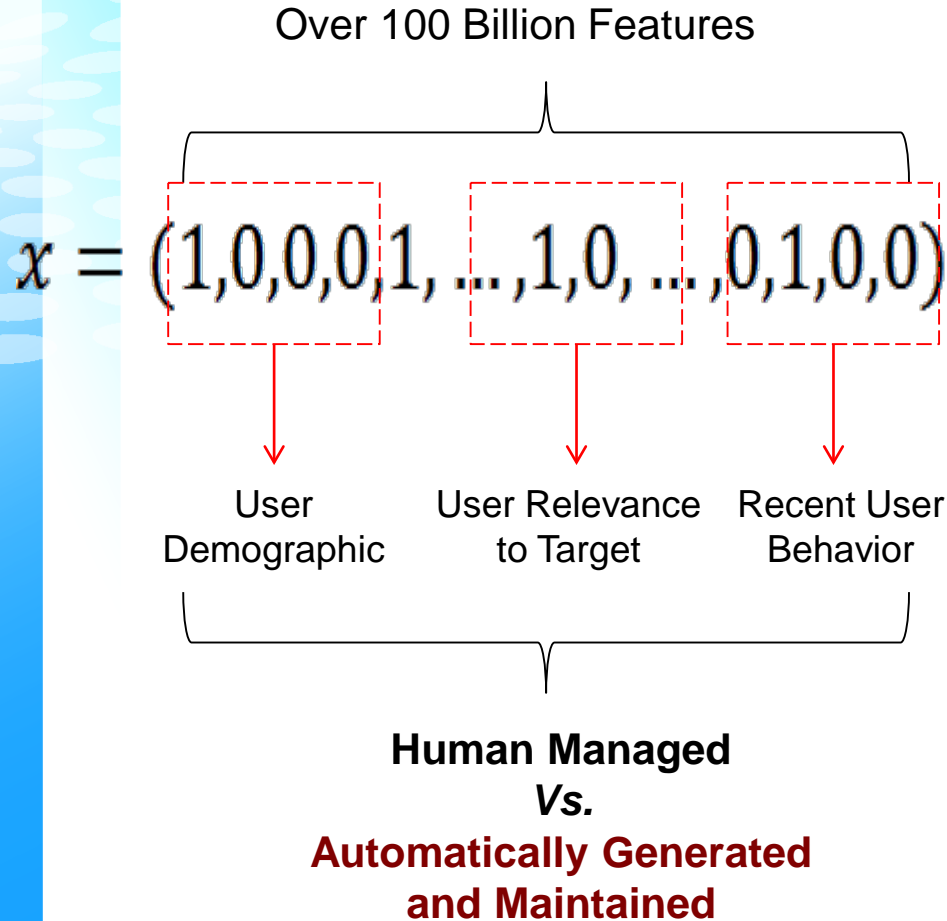 Over 100 Billion Features
x = (1,0,0,0,1, ... ,1,0, ... ,0,1,0,0)
User
Demographic
User Relevance
to Target
Recent User
Behavior
Human Managed
Vs.
Automatically Generated
and Maintained